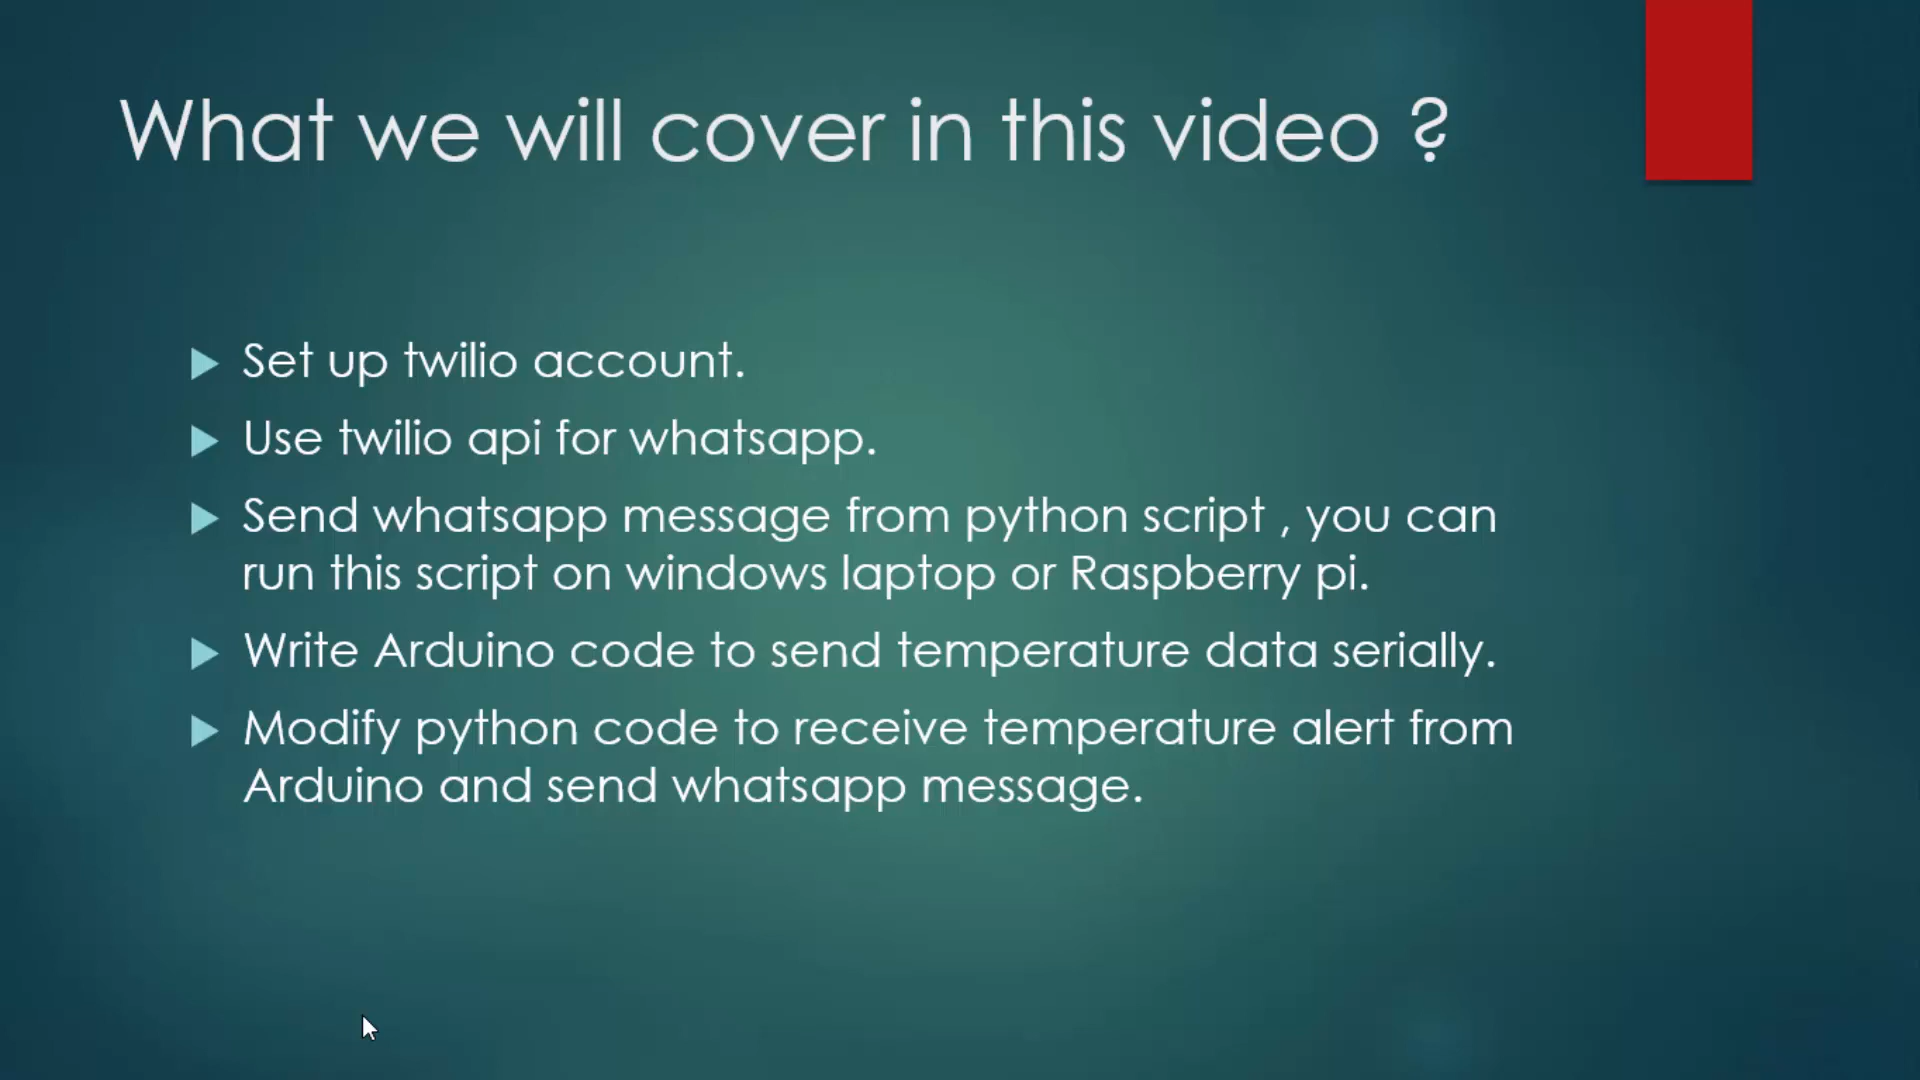 What we will cover in this video ?
Set up twilio account.
Use twilio api for whatsapp.
Send whatsapp message from python script , you can
run this script on windows laptop or Raspberry pi.
Write Arduino code to send temperature data serially.
Modify python code to receive temperature alert from
Arduino and send whatsapp message.